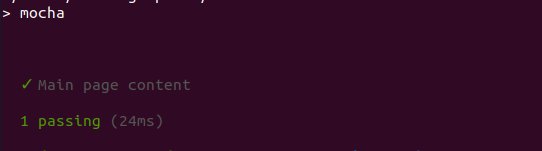 > mocha
✓ Main page content
1 passing (24ms)